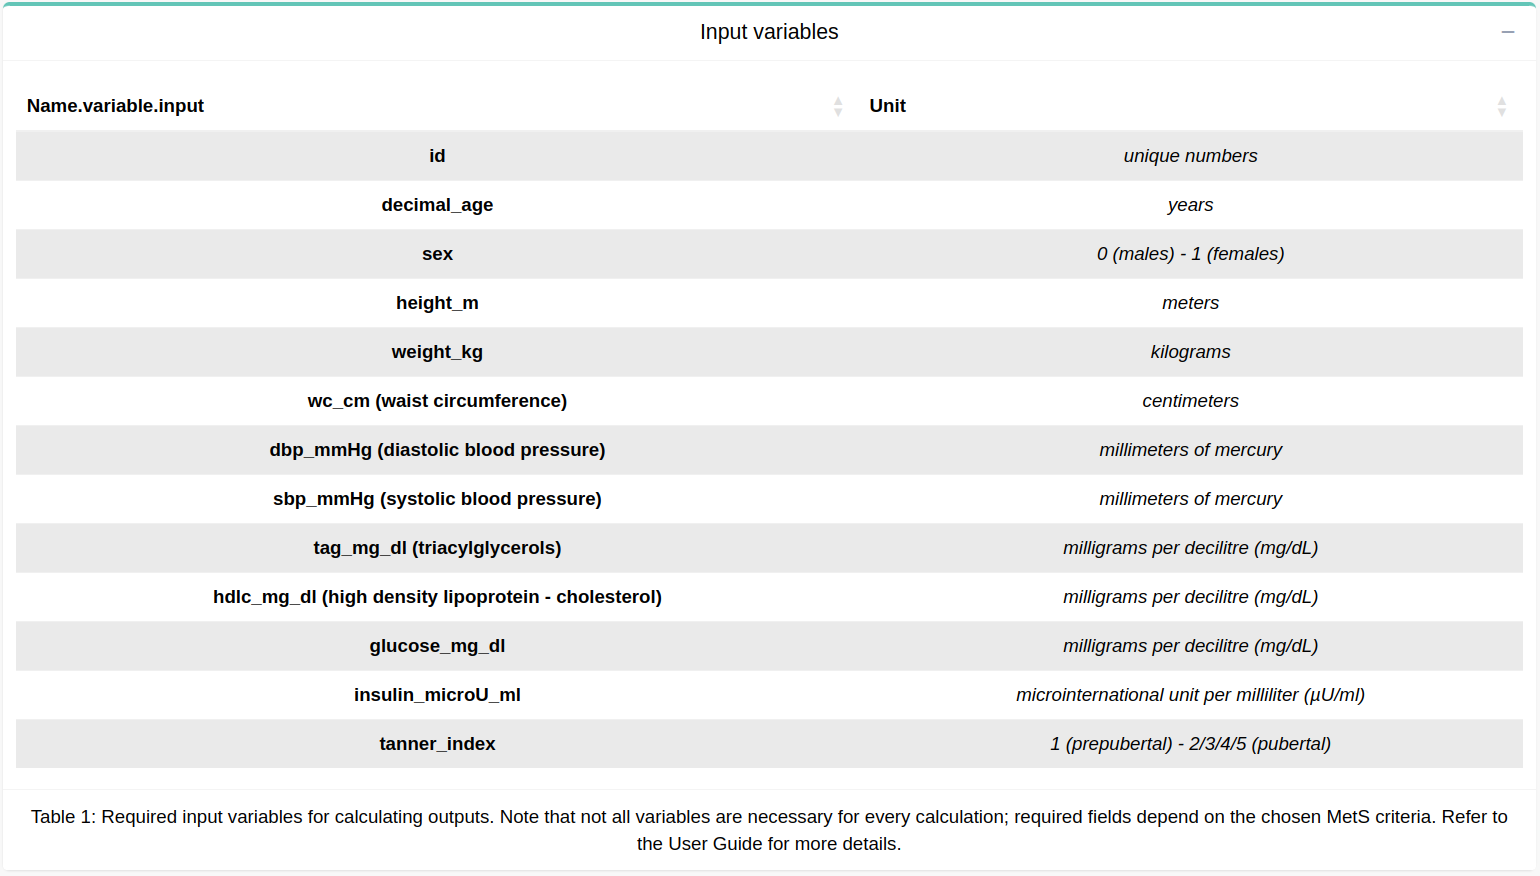 Input variables
Name.variable.input Unit
id unique numbers
decimal_age years
sex 0 (males) - 1 (females)
height_m meters
weight_kg kilograms
wc_cm (waist circumference) centimeters
dbp_mmHg (diastolic blood pressure) millimeters of mercury
sbp_mmHg (systolic blood pressure) millimeters of mercury
tag_mg_dl (triacylglycerols) milligrams per decilitre (mg/dL)
hdlc_mg_dl (high density lipoprotein - cholesterol) milligrams per decilitre (mg/dL)
glucose_mg_dl milligrams per decilitre (mg/dL)
insulin_microU_ml microinternational unit per milliliter (µU/ml)
tanner_index 1 (prepubertal) - 2/3/4/5 (pubertal)
Table 1: Required input variables for calculating outputs. Note that not all variables are necessary for every calculation; required fields depend on the chosen MetS criteria. Refer to
the User Guide for more details.